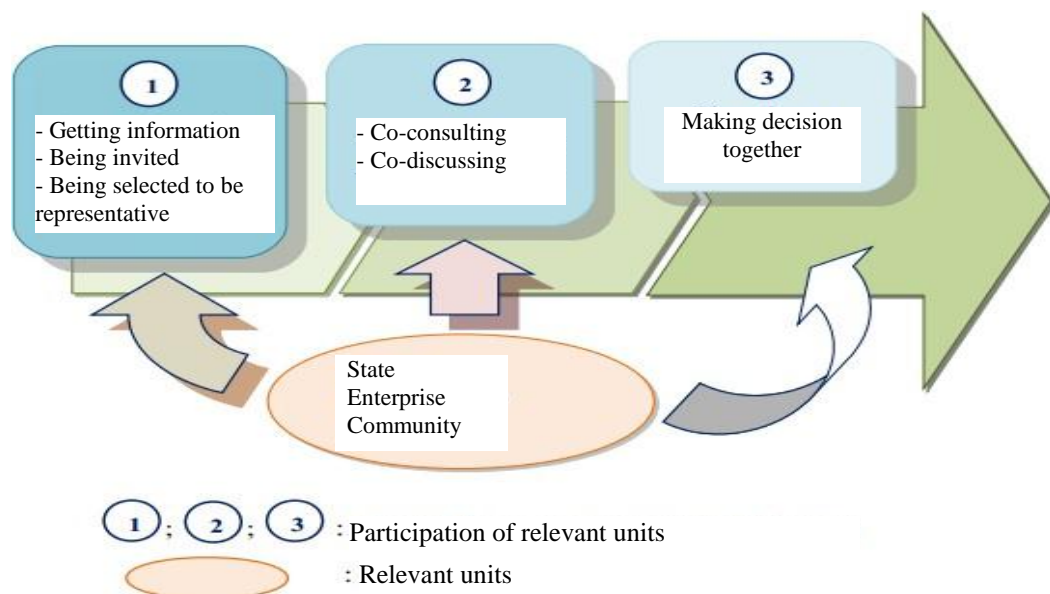 1
- Getting information
- Being invited
- Being selected to be
representative
2
- Co-consulting
- Co-discussing
3
Making decision
together
State
Enterprise
Community
1 ; 2 ; 3 : Participation of relevant units
: Relevant units